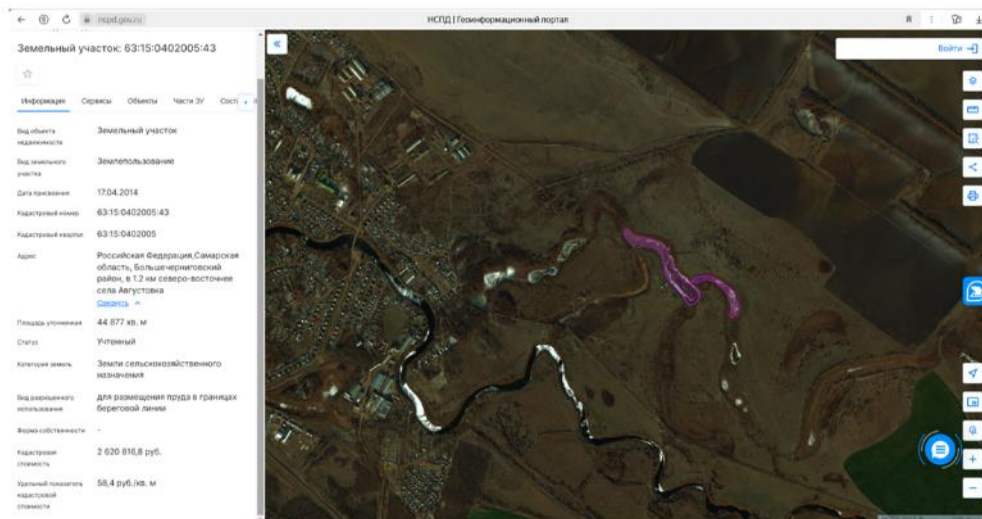 nspd.gov.ru
НСПД | Геоинформационный портал
Земельный участок: 63:15:0402005:43
Войти
Информация Сервисы Объекты Части ЗУ Сост
Вид объекта недвижимости
Земельный участок
Вид земельного участка
Землепользование
Дата присвоения
17.04.2014
Кадастровый номер
63:15:0402005:43
Кадастровый квартал
63:15:0402005
Адрес
Российская Федерация,Самарская
область, Большечерниговский
район, в 1.2 км северо-восточнее
села Августовка
Свернуть
Площадь уточненная
44 877 кв. м
Статус
Учтенный
Категория земель
Земли сельскохозяйственного
назначения
Вид разрешенного
использования
для размещения пруда в границах
береговой линии
Форма собственности
-
Кадастровая
стоимость
2 620 816,8 руб.
Удельный показатель
кадастровой
стоимости
58,4 руб./кв. м